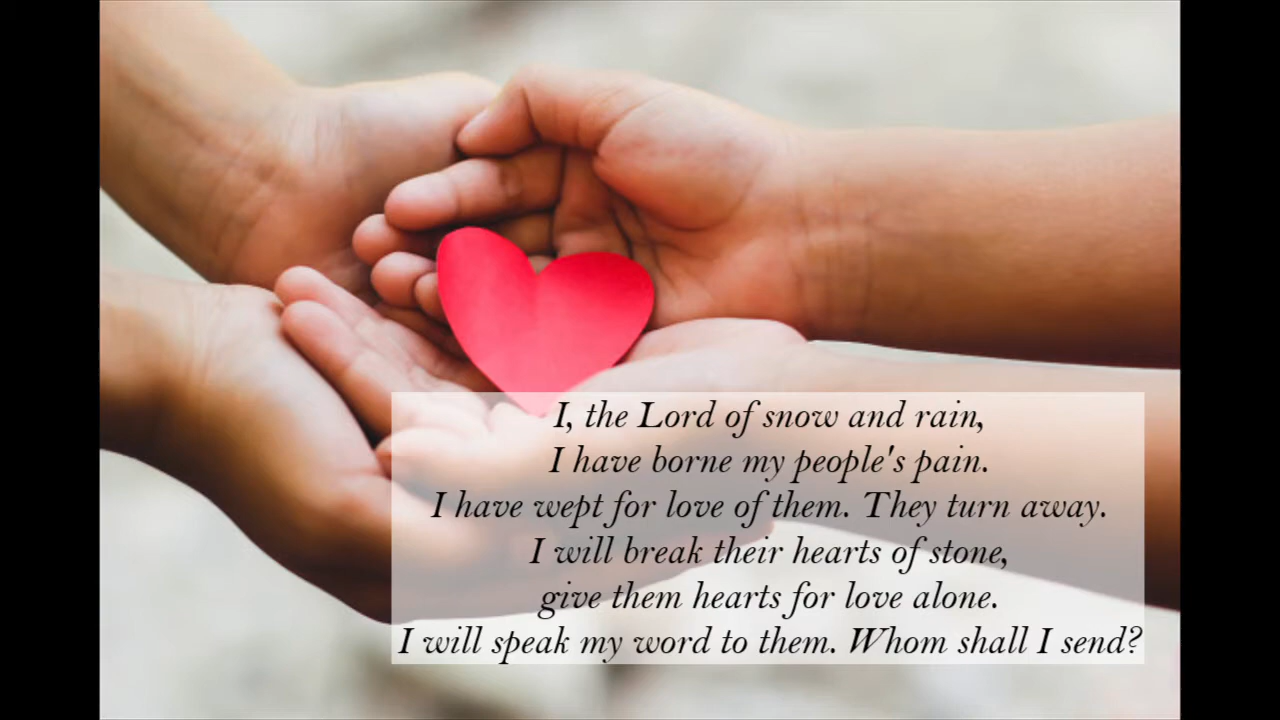 I, the Lord of snow and rain,
I have borne my people's pain.
I have wept for love of them. They turn away.
I will break their hearts of stone,
give them hearts for love alone.
I will speak my word to them. Whom shall I send?